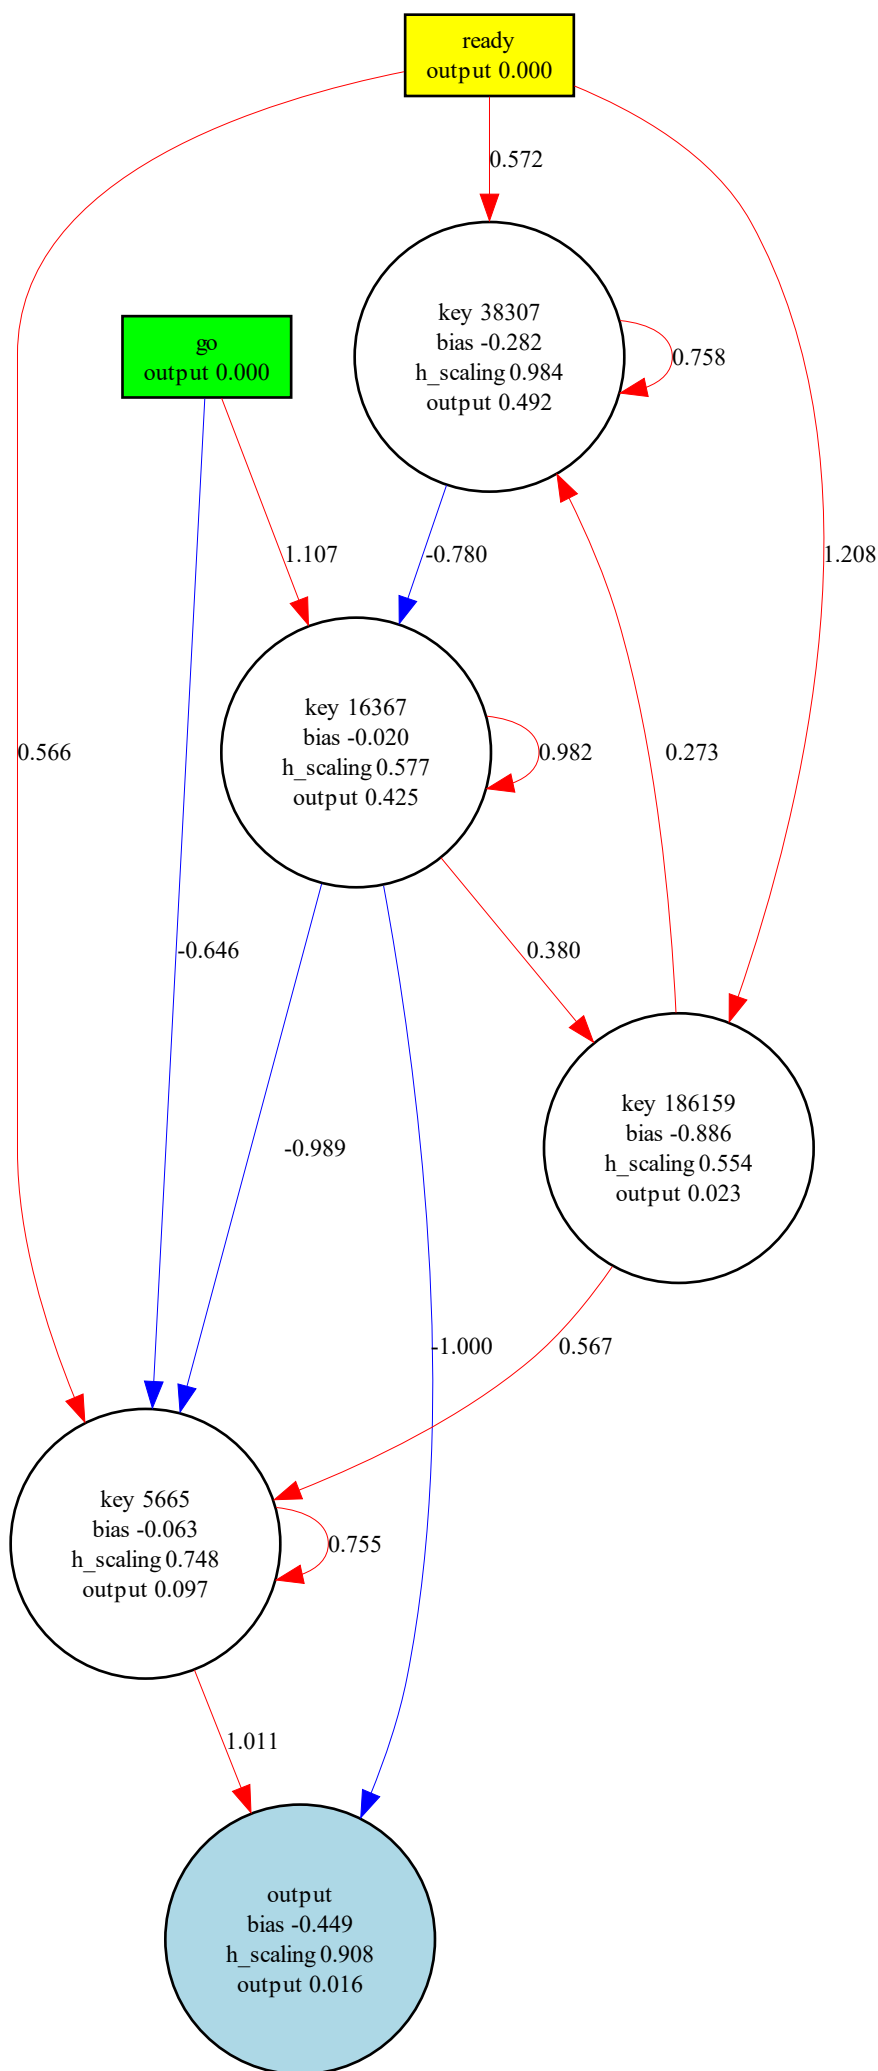 ready
output 0.000
0.572
go
output 0.000
key 38307
bias -0.282
h_scaling 0.984
output 0.492
0.758
1.107
-0.780
1.208
0.566
key 16367
bias -0.020
h_scaling 0.577
output 0.425
0.982
0.273
-0.646
0.380
-0.989
key 186159
bias -0.886
h_scaling 0.554
output 0.023
-1.000
0.567
key 5665
bias -0.063
h_scaling 0.748
output 0.097
0.755
1.011
output
bias -0.449
h_scaling 0.908
output 0.016